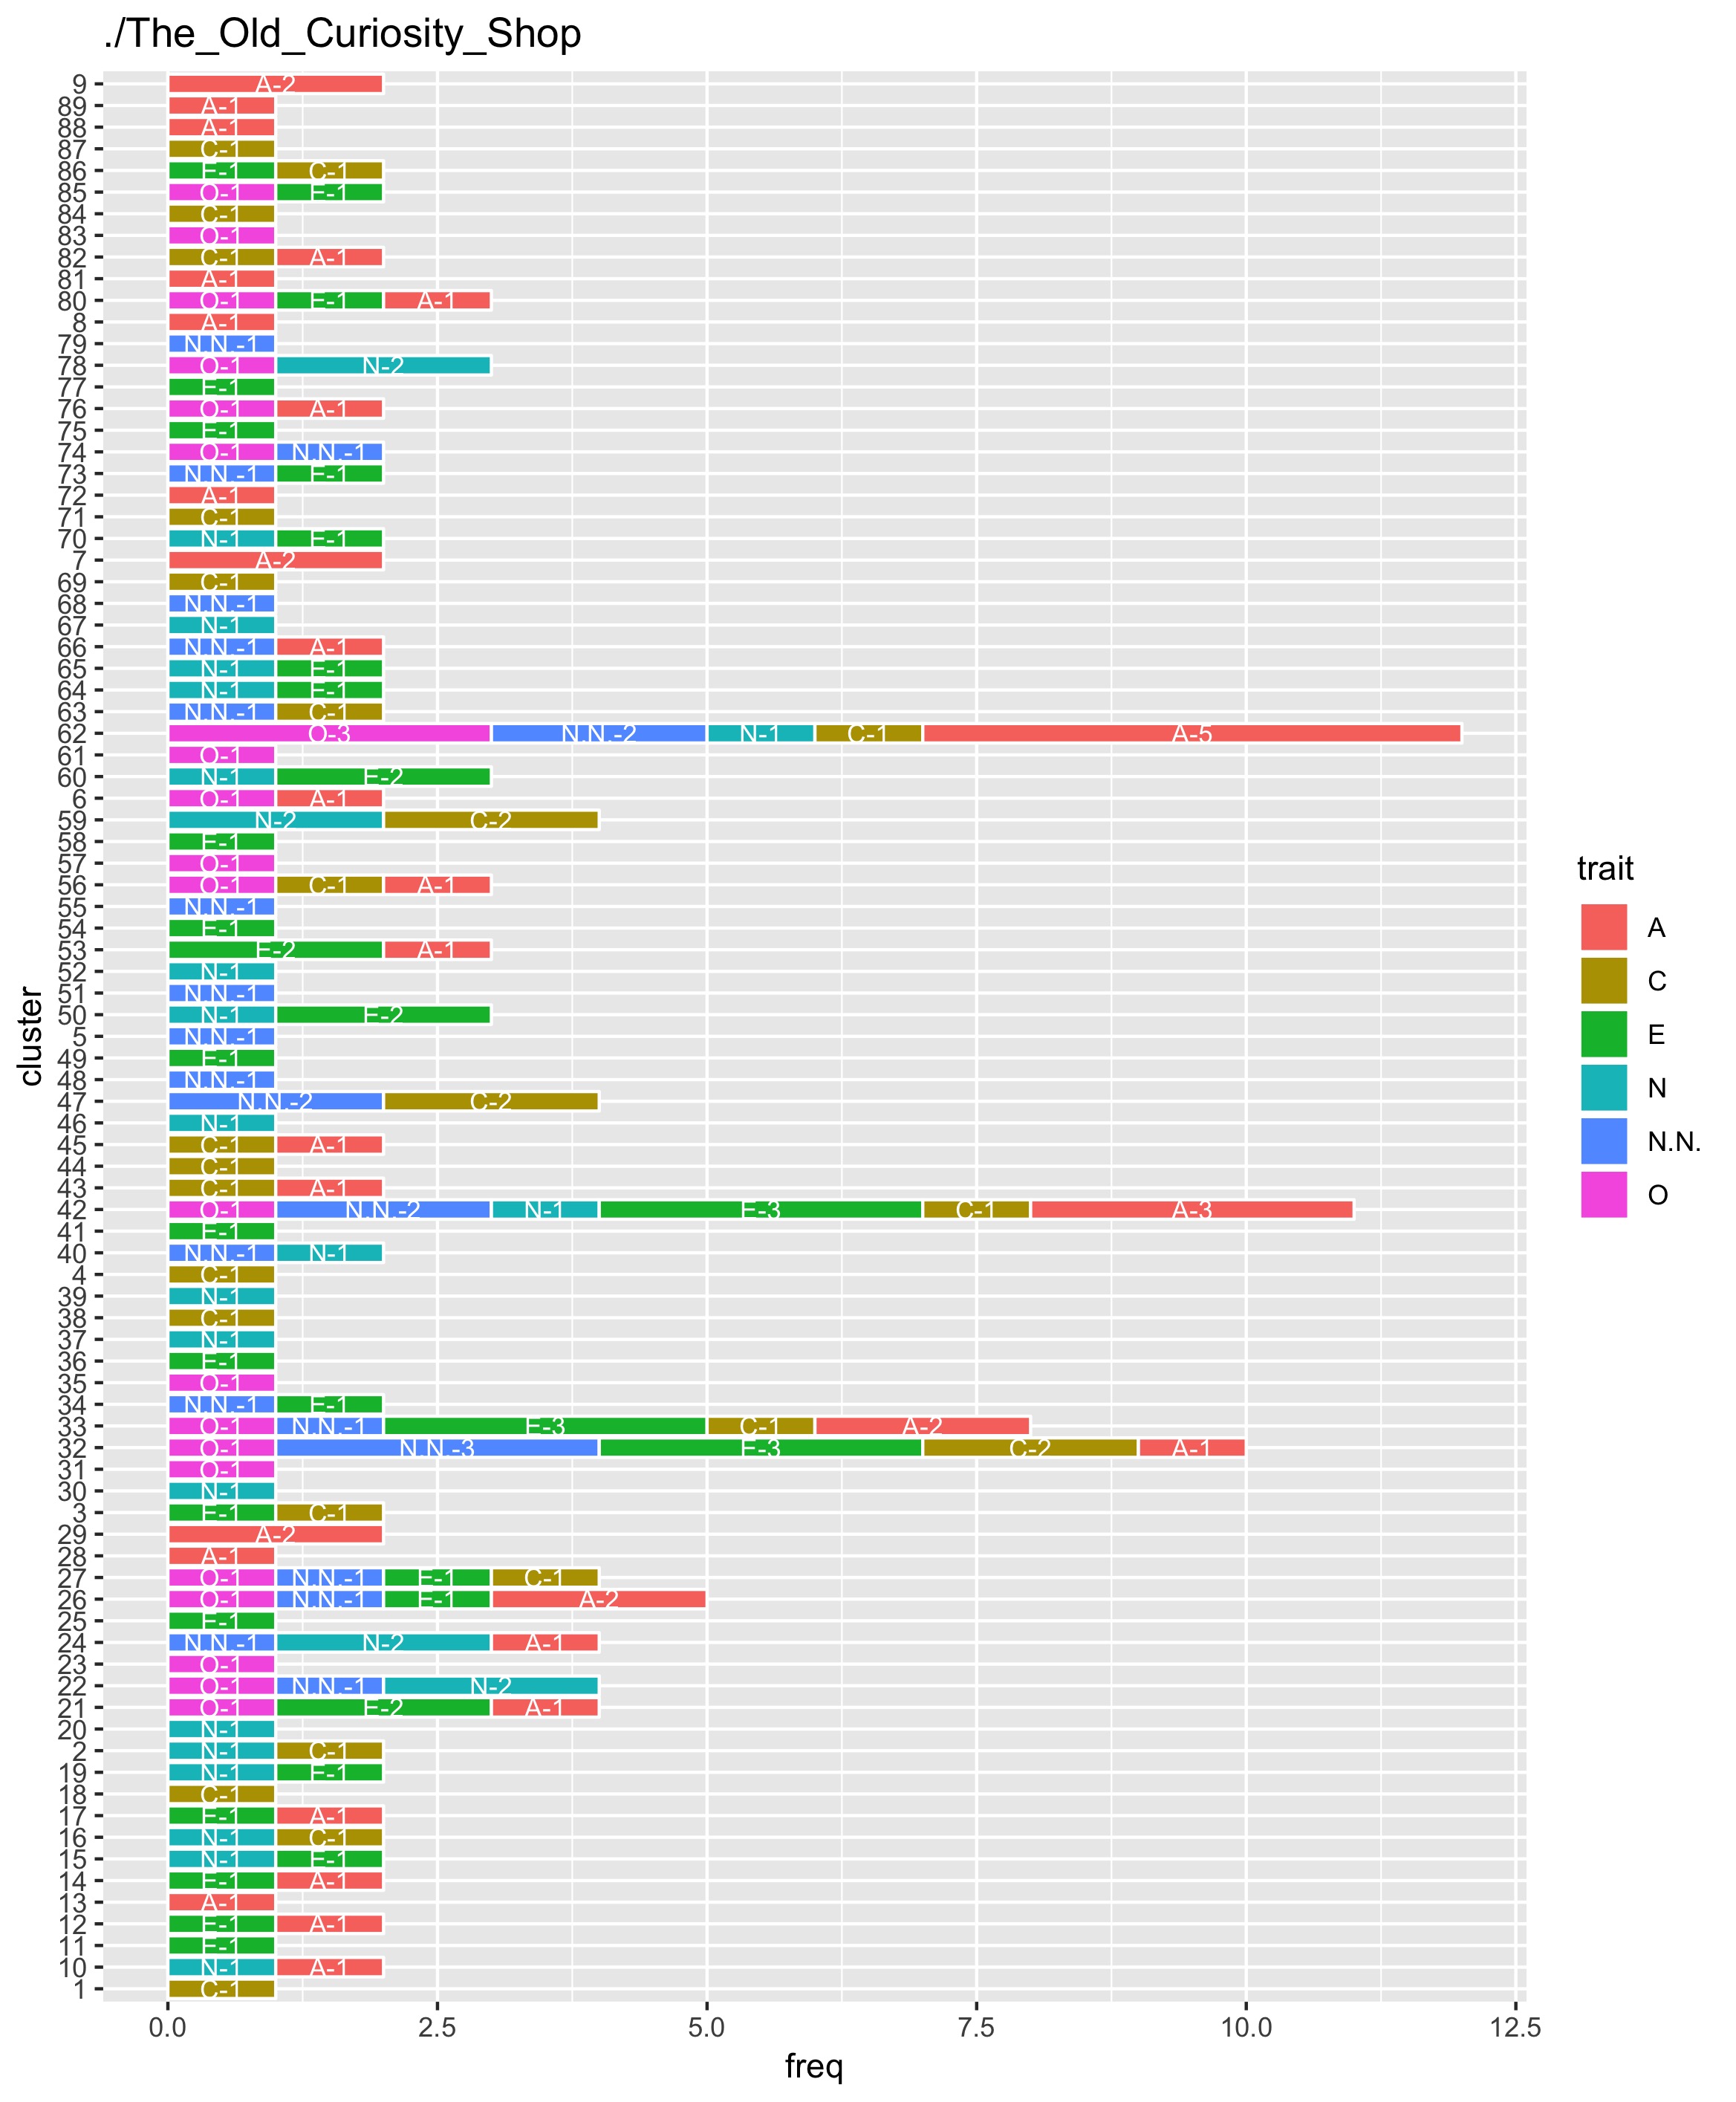 ./The_Old_Curiosity_Shop
9 A-2
89 A-1
88 A-1
87 C-1
86 E-1 C-1
85 O-1 E-1
84 C-1
83 O-1
82 C-1 A-1
81 A-1
80 O-1 E-1 A-1
8 A-1
79 N.N.-1
78 O-1 N-2
77 E-1
76 O-1 A-1
75 E-1
74 O-1 N.N.-1
73 N.N.-1 E-1
72 A-1
71 C-1
70 N-1 E-1
7 A-2
69 C-1
68 N.N.-1
67 N-1
66 N.N.-1 A-1
65 N-1 E-1
64 N-1 E-1
63 N.N.-1 C-1
62 O-3 N.N.-2 N-1 C-1 A-5
61 O-1
60 N-1 E-2
6 O-1 A-1
59 N-2 C-2
58 E-1
57 O-1
56 O-1 C-1 A-1
55 N.N.-1
54 E-1
53 E-2 A-1
52 N-1
51 N.N.-1
50 N-1 E-2
5 N.N.-1
49 E-1
48 N.N.-1
47 N.N.-2 C-2
46 N-1
45 C-1 A-1
44 C-1
43 C-1 A-1
42 O-1 N.N.-2 N-1 E-3 C-1 A-3
41 E-1
40 N.N.-1 N-1
4 C-1
39 N-1
38 C-1
37 N-1
36 E-1
35 O-1
34 N.N.-1 E-1
33 O-1 N.N.-1 E-3 C-1 A-2
32 O-1 N.N.-3 E-3 C-2 A-1
31 O-1
30 N-1
3 E-1 C-1
29 A-2
28 A-1
27 O-1 N.N.-1 E-1 C-1
26 O-1 N.N.-1 E-1 A-2
25 E-1
24 N.N.-1 N-2 A-1
23 O-1
22 O-1 N.N.-1 N-2
21 O-1 E-2 A-1
20 N-1
2 N-1 C-1
19 N-1 E-1
18 C-1
17 E-1 A-1
16 N-1 C-1
15 N-1 E-1
14 E-1 A-1
13 A-1
12 E-1 A-1
11 E-1
10 N-1 A-1
1 C-1
0.0 2.5 5.0 7.5 10.0 12.5
freq
cluster
trait
A
C
E
N
N.N.
O